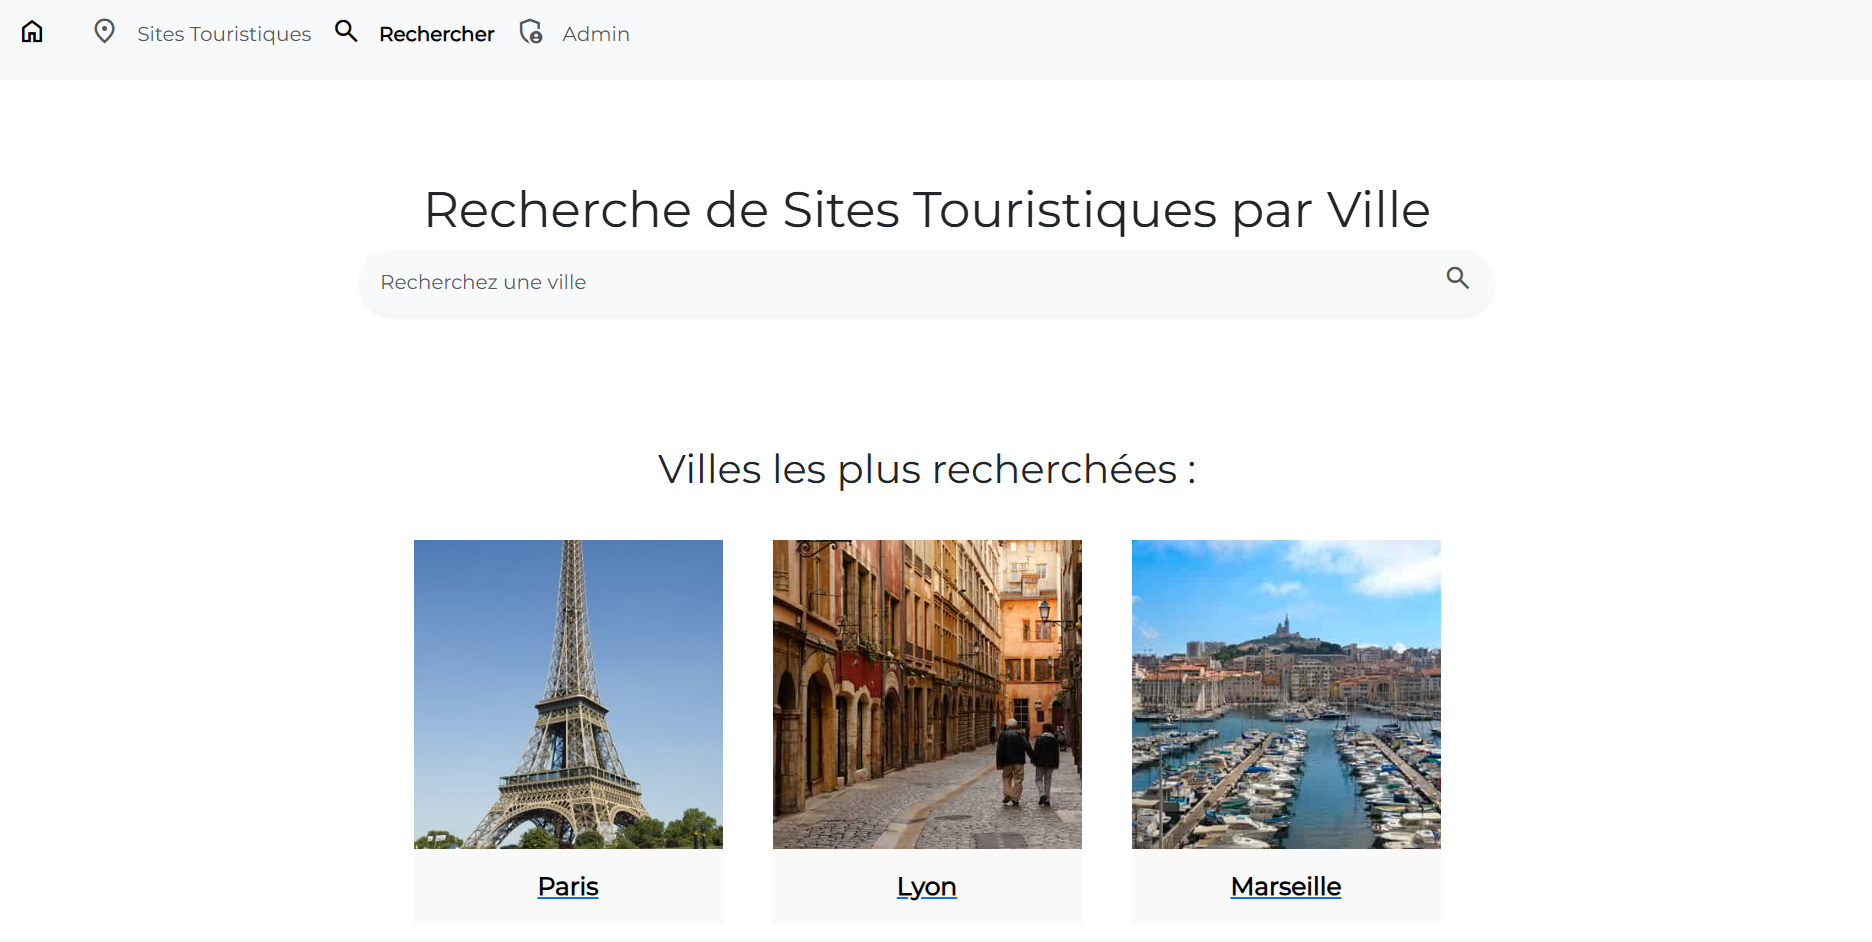 Sites Touristiques Rechercher Admin
Recherche de Sites Touristiques par Ville
Recherchez une ville
Villes les plus recherchées :
Paris Lyon Marseille